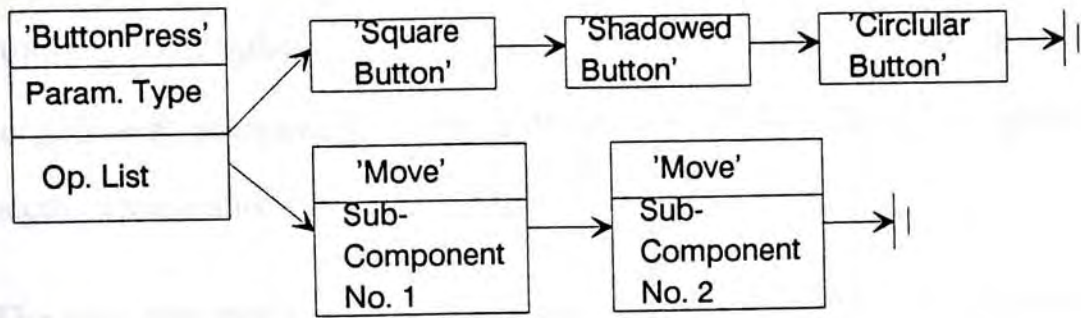 'ButtonPress'
Param. Type
Op. List
'Square
Button'
'Shadowed
Button'
'Circlular
Button'
'Move'
Sub-
Component
No. 1
'Move'
Sub-
Component
No. 2